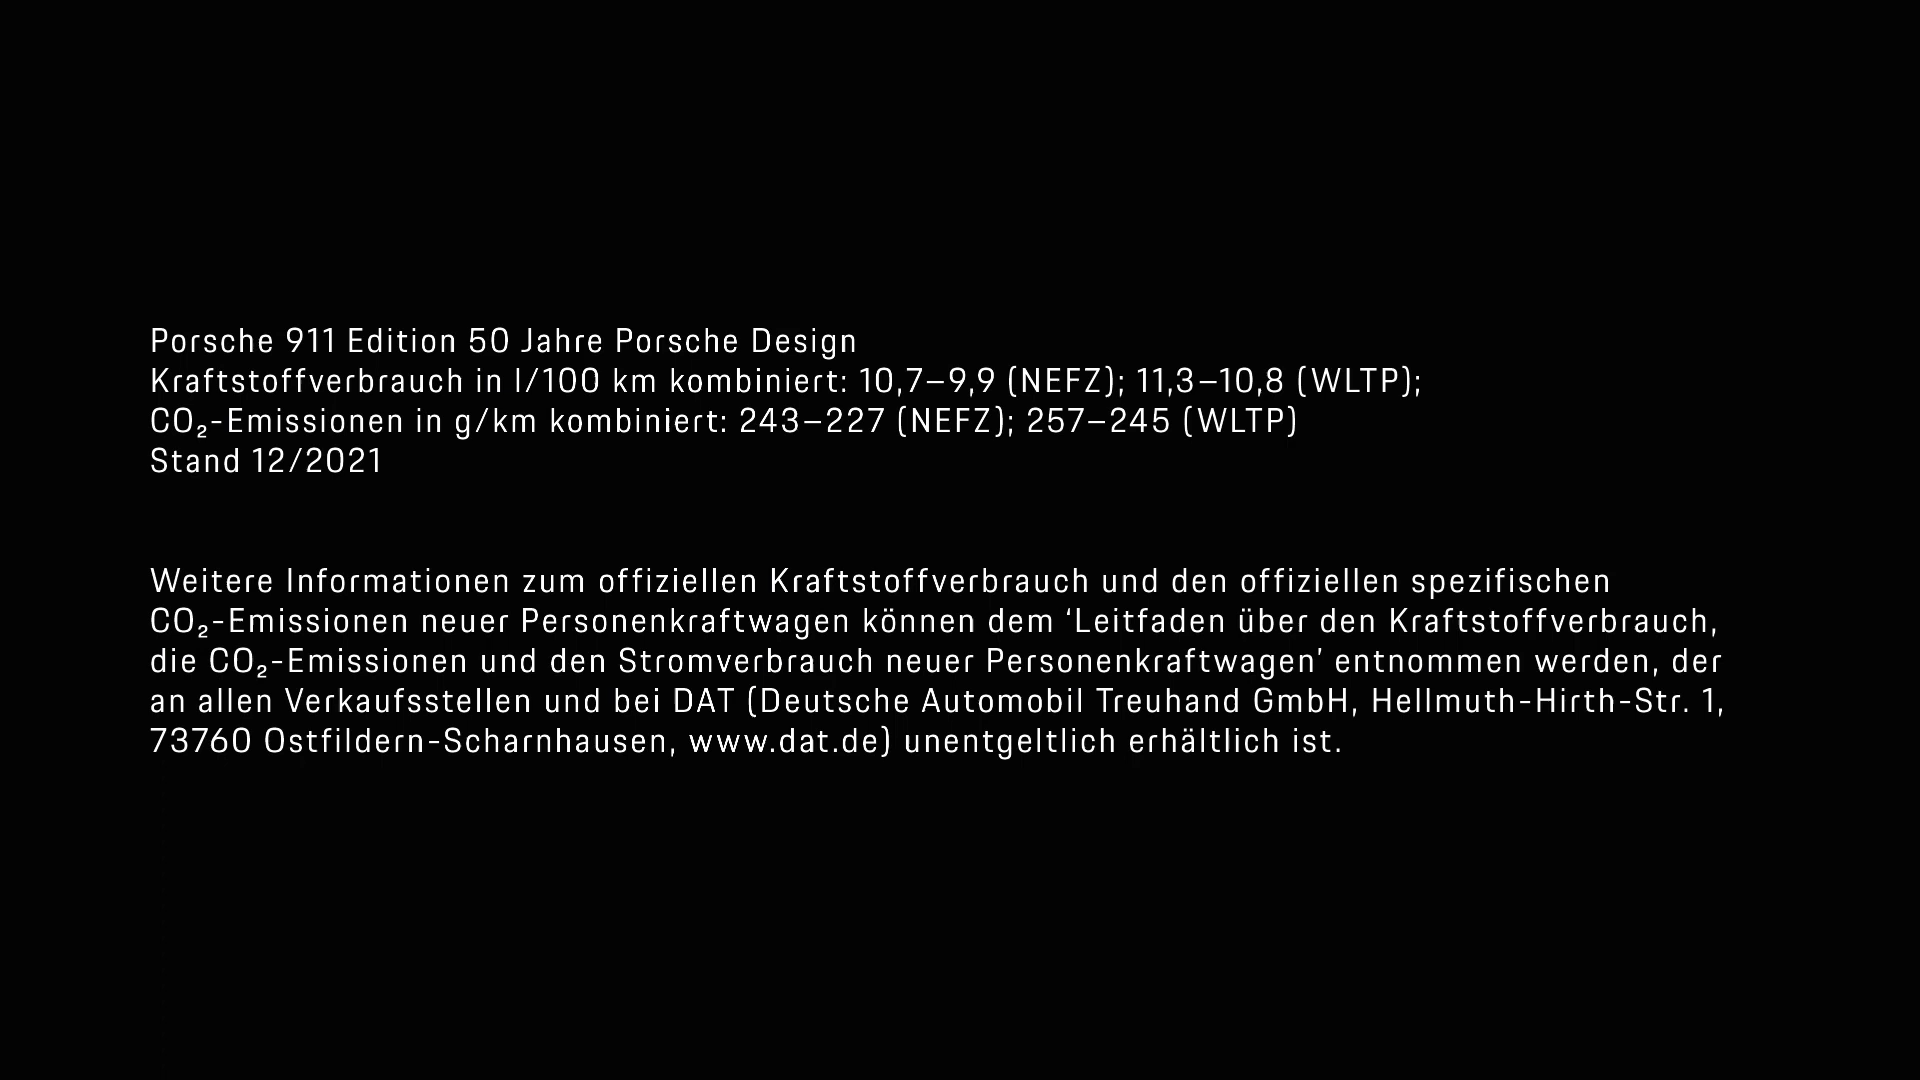 Porsche 911 Edition 50 Jahre Porsche Design
Kraftstoffverbrauch in l/100 km kombiniert: 10,7–9,9 (NEFZ); 11,3–10,8 (WLTP);
CO₂-Emissionen in g/km kombiniert: 243–227 (NEFZ); 257–245 (WLTP)
Stand 12/2021
Weitere Informationen zum offiziellen Kraftstoffverbrauch und den offiziellen spezifischen
CO₂-Emissionen neuer Personenkraftwagen können dem ‘Leitfaden über den Kraftstoffverbrauch,
die CO₂-Emissionen und den Stromverbrauch neuer Personenkraftwagen’ entnommen werden, der
an allen Verkaufsstellen und bei DAT (Deutsche Automobil Treuhand GmbH, Hellmuth-Hirth-Str. 1,
73760 Ostfildern-Scharnhausen, www.dat.de) unentgeltlich erhältlich ist.